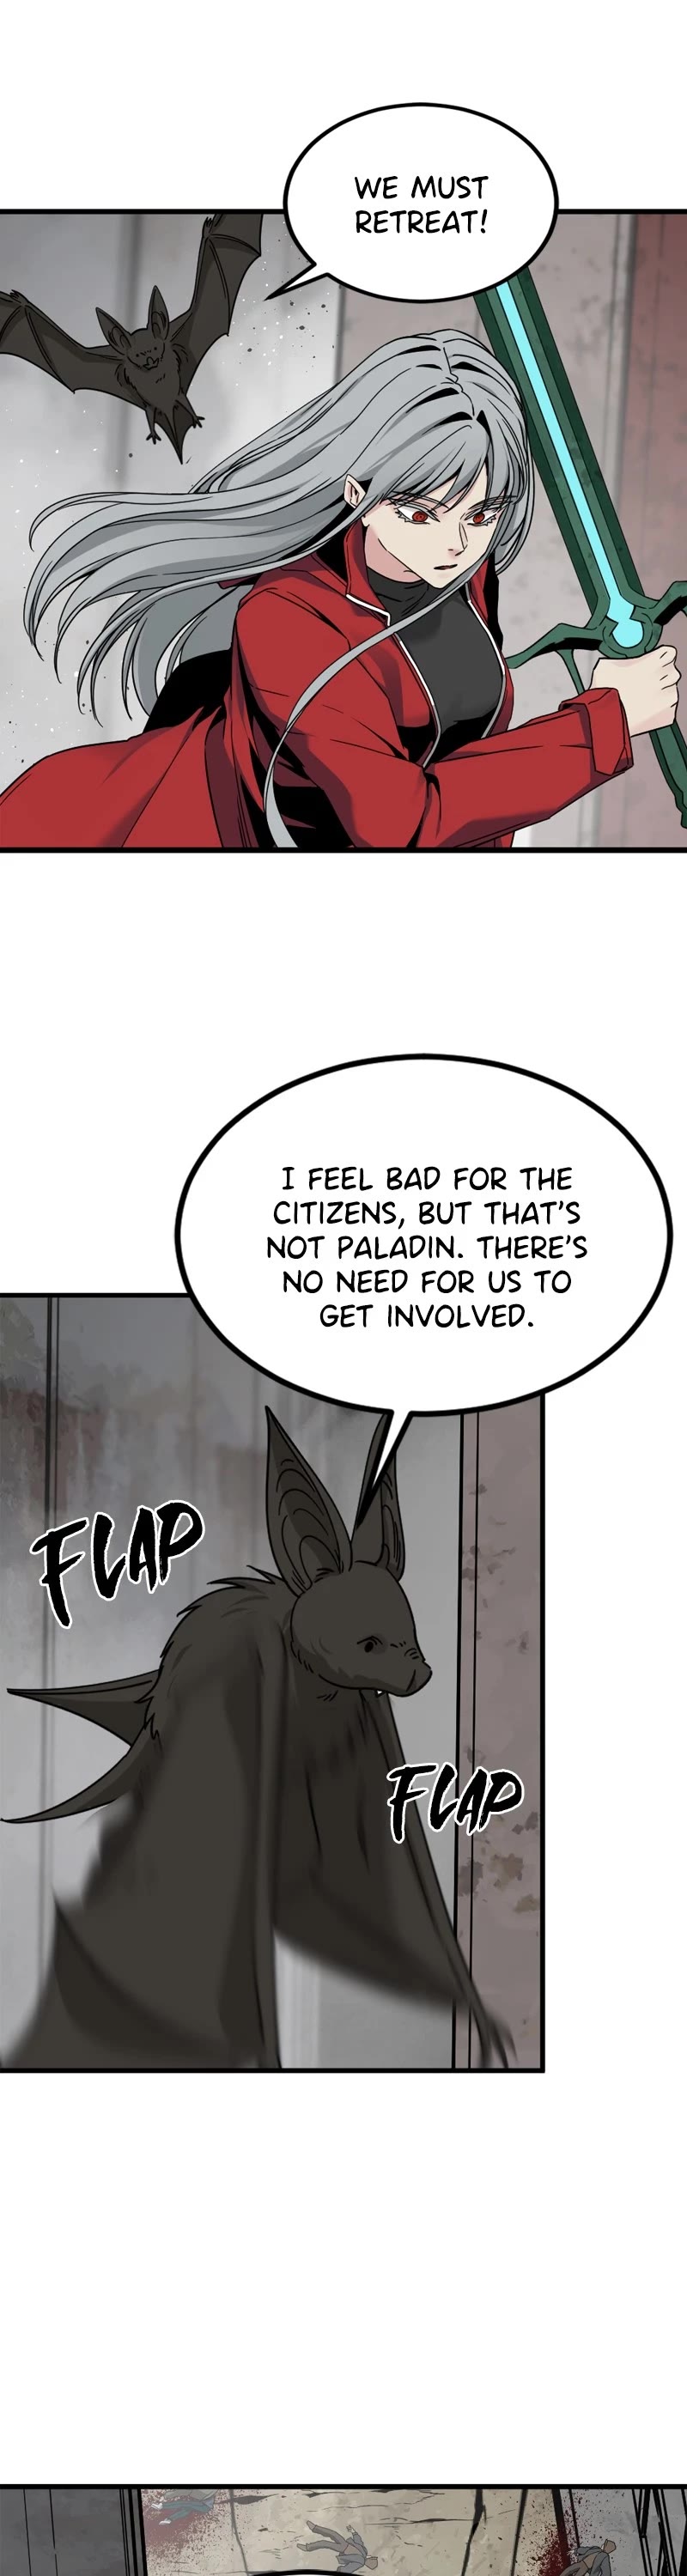 WE MUST
RETREAT!
I FEEL BAD FOR THE
CITIZENS, BUT THAT'S
NOT PALADIN. THERE'S
NO NEED FOR US TO
GET INVOLVED.
FLAP
FLAP